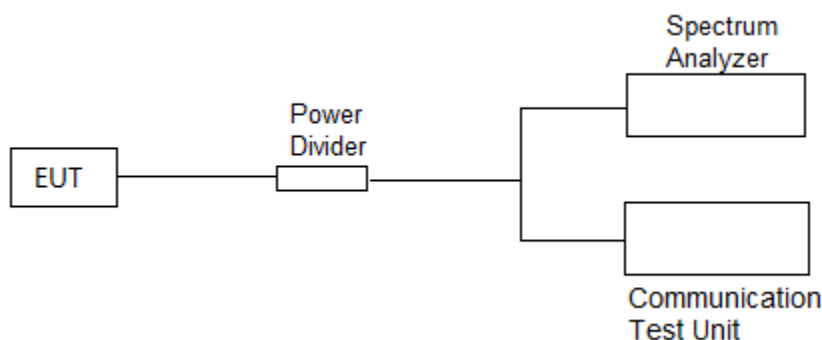 Spectrum
Analyzer
Power
Divider
EUT
Communication
Test Unit